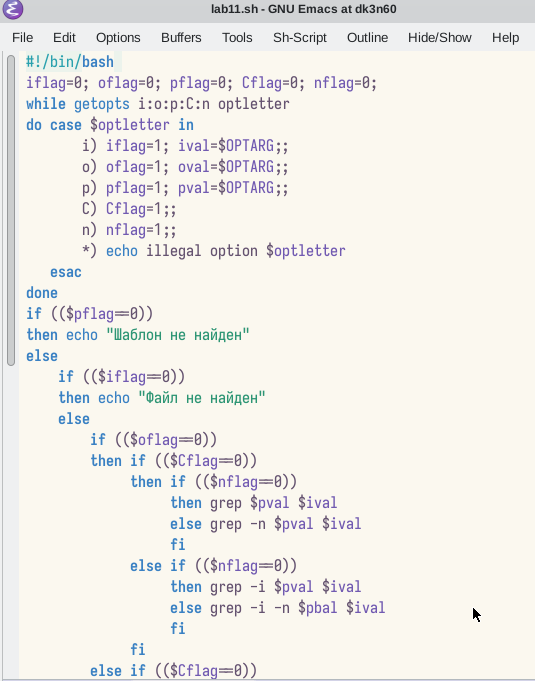 lab11.sh - GNU Emacs at dk3n60
File Edit Options Buffers Tools Sh-Script Outline Hide/Show Help
#!/bin/bash
iflag=0; oflag=0; pflag=0; Cflag=0; nflag=0;
while getopts i:o:p:C:n optletter
do case $optletter in
i) iflag=1; ival=$OPTARG;;
o) oflag=1; oval=$OPTARG;;
p) pflag=1; pval=$OPTARG;;
C) Cflag=1;;
n) nflag=1;;
*) echo illegal option $optletter
esac
done
if (($pflag==0))
then echo "Шаблон не найден"
else
if (($iflag==0))
then echo "Файл не найден"
else
if (($oflag==0))
then if (($Cflag==0))
then if (($nflag==0))
then grep $pval $ival
else grep -n $pval $ival
fi
else if (($nflag==0))
then grep -i $pval $ival
else grep -i -n $pbal $ival
fi
fi
else if (($Cflag==0))